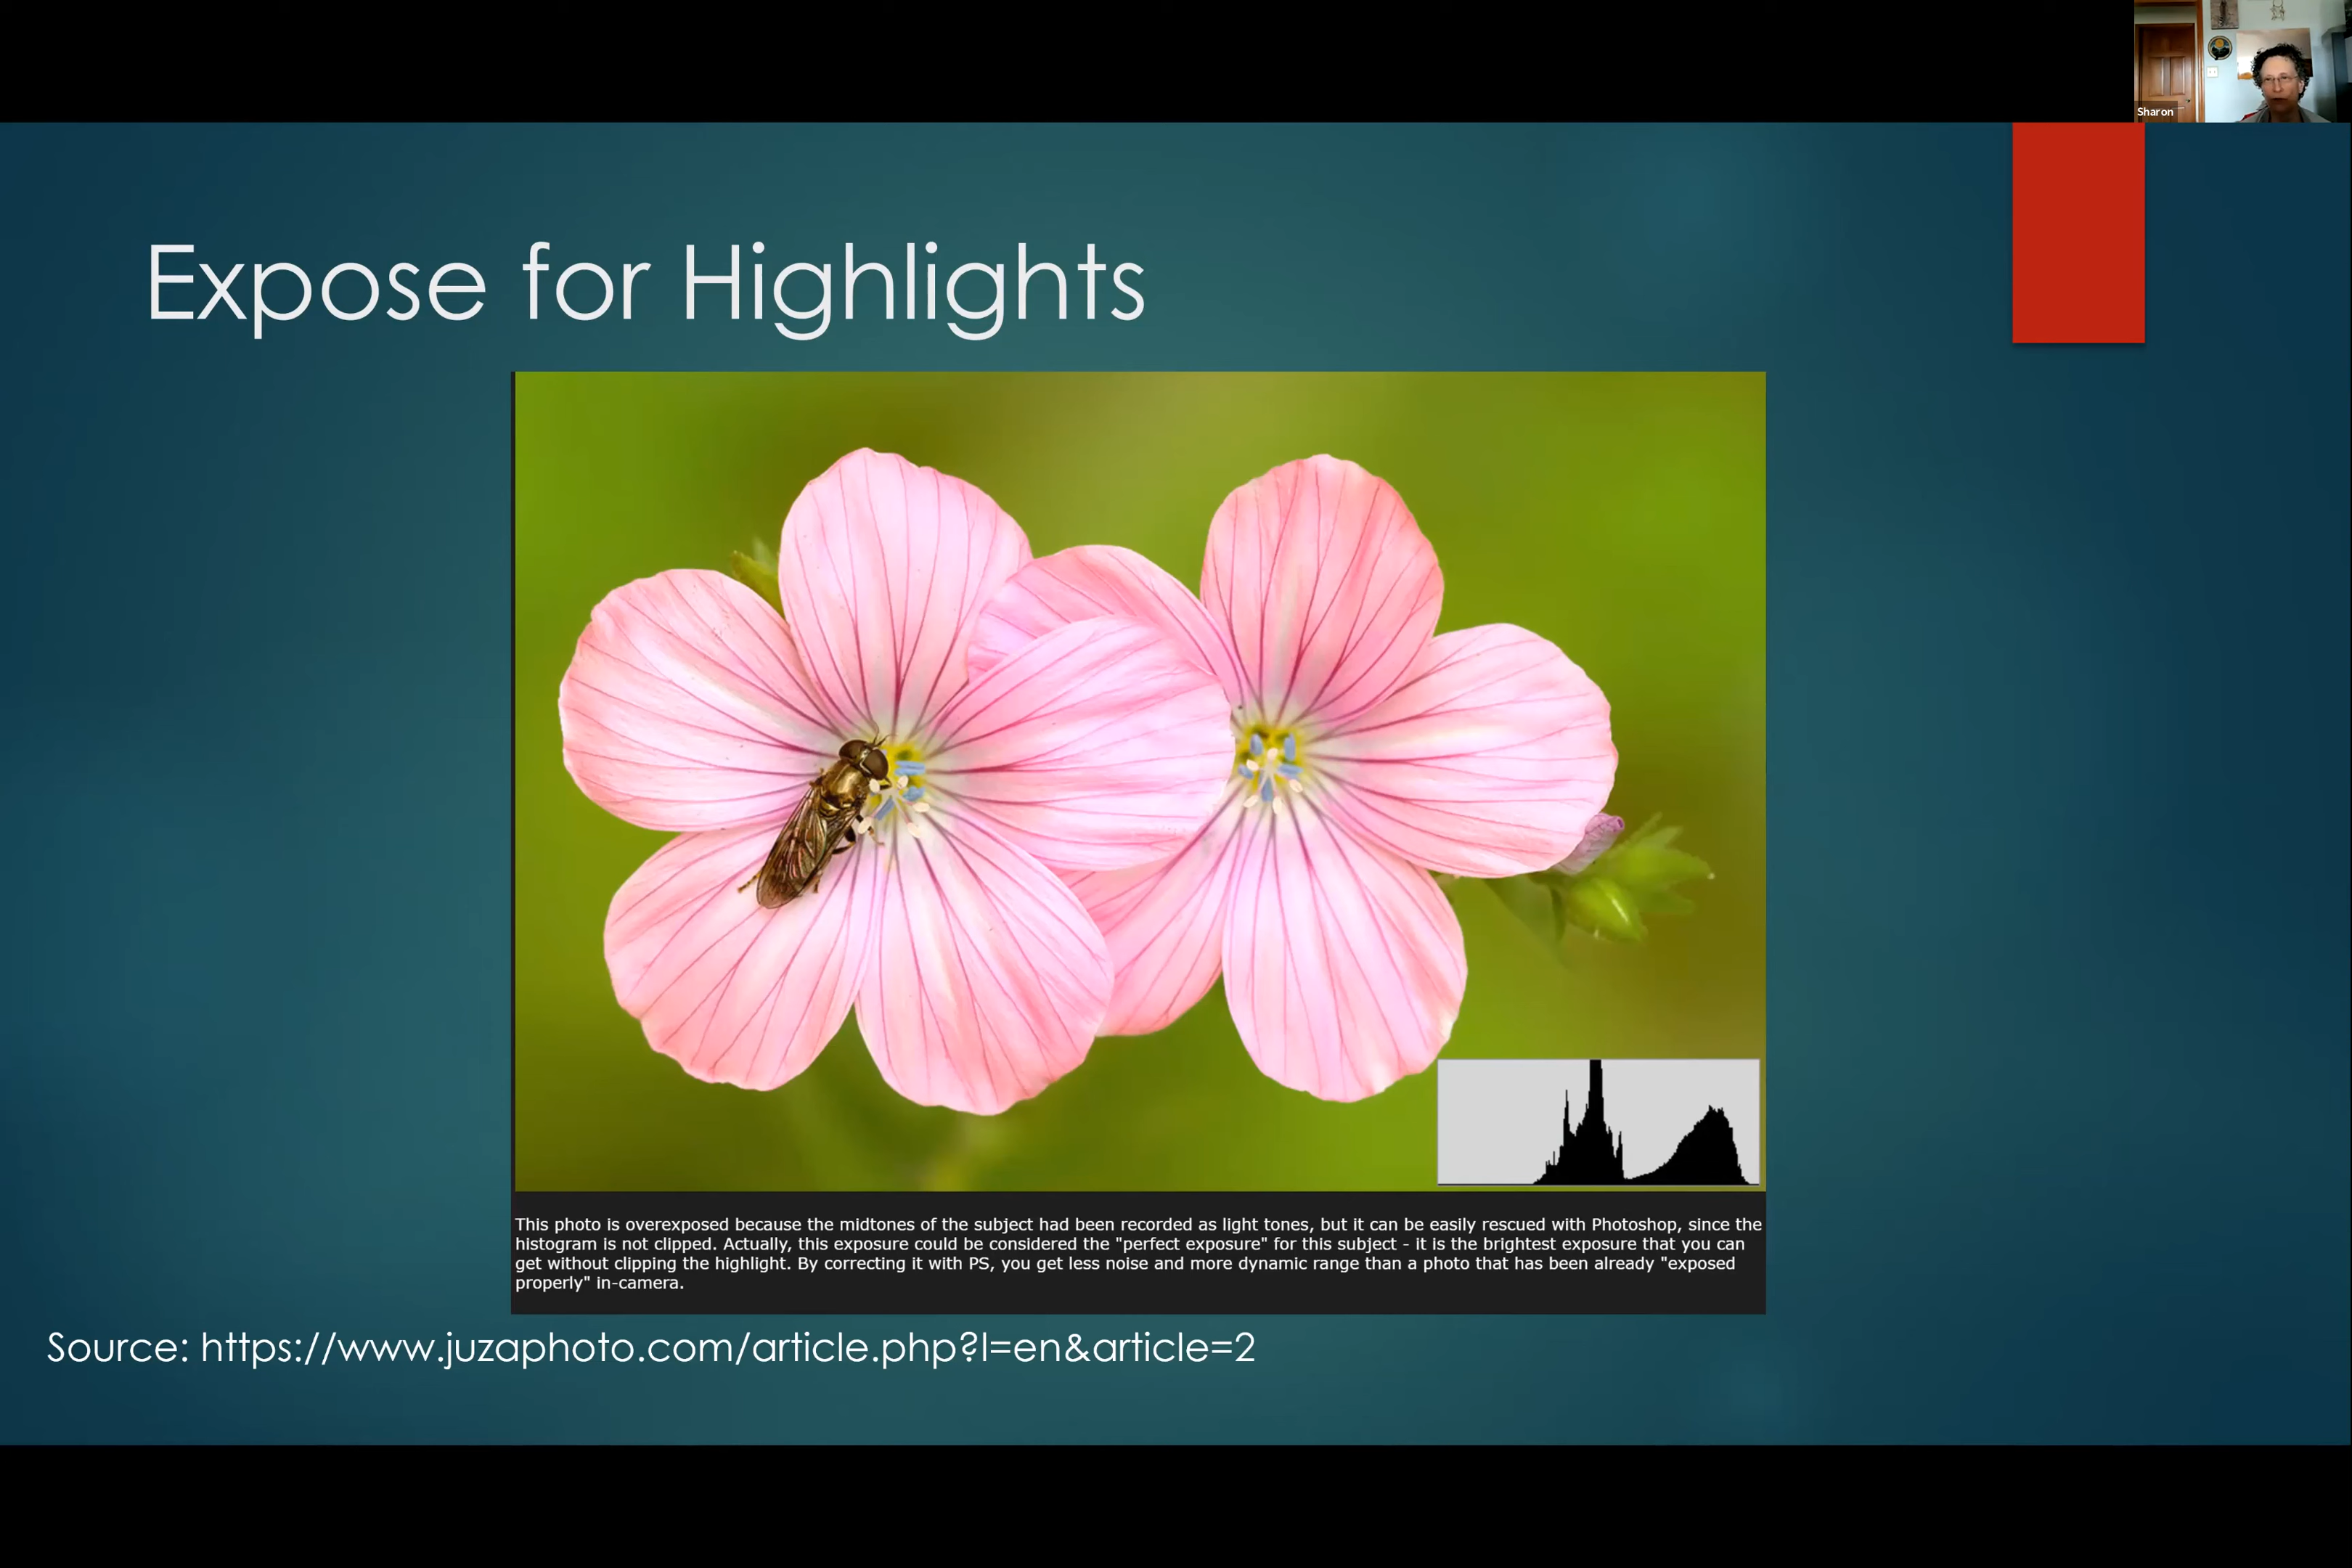 Sharon
Expose for Highlights
This photo is overexposed because the midtones of the subject had been recorded as light tones, but it can be easily rescued with Photoshop, since the
histogram is not clipped. Actually, this exposure could be considered the "perfect exposure" for this subject - it is the brightest exposure that you can
get without clipping the highlight. By correcting it with PS, you get less noise and more dynamic range than a photo that has been already "exposed
properly" in-camera.
Source: https://www.juzaphoto.com/article.php?l=en&article=2